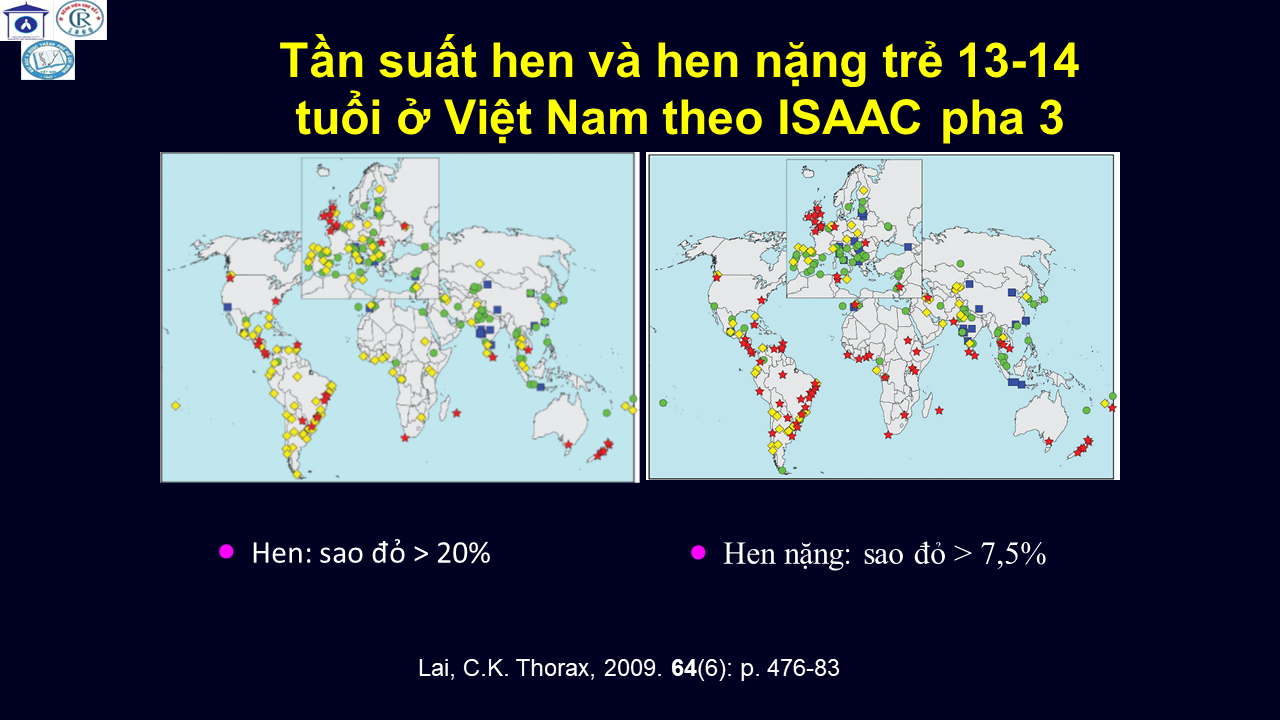 Tần suất hen và hen nặng trẻ 13-14
tuổi ở Việt Nam theo ISAAC pha 3
Hen: sao đỏ > 20%
Hen nặng: sao đỏ > 7,5%
Lai, C.K. Thorax, 2009. 64(6): p. 476-83